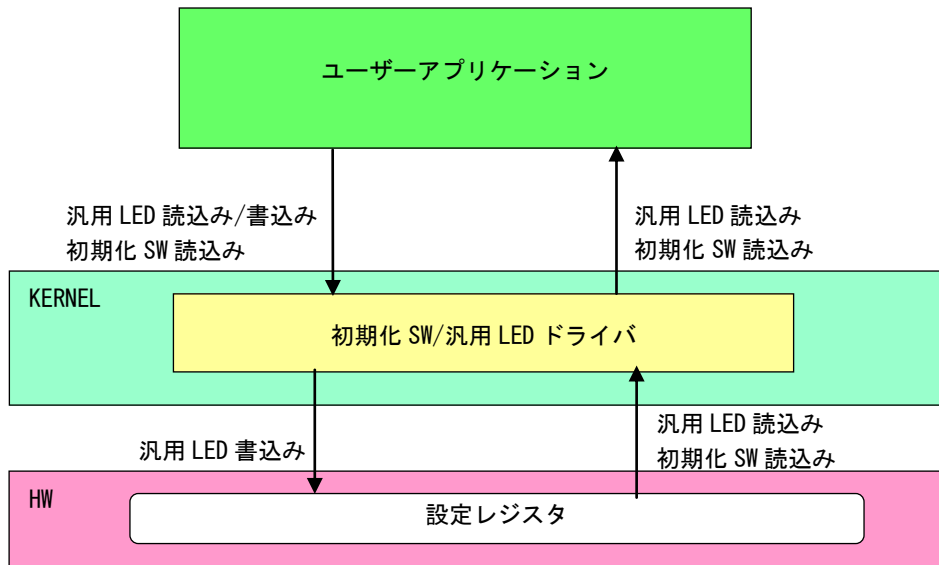 ユーザーアプリケーション
汎用 LED 読込み/書込み
初期化 SW 読込み
汎用 LED 読込み
初期化 SW 読込み
KERNEL
初期化 SW/汎用 LED ドライバ
汎用 LED 書込み
汎用 LED 読込み
初期化 SW 読込み
HW
設定レジスタ